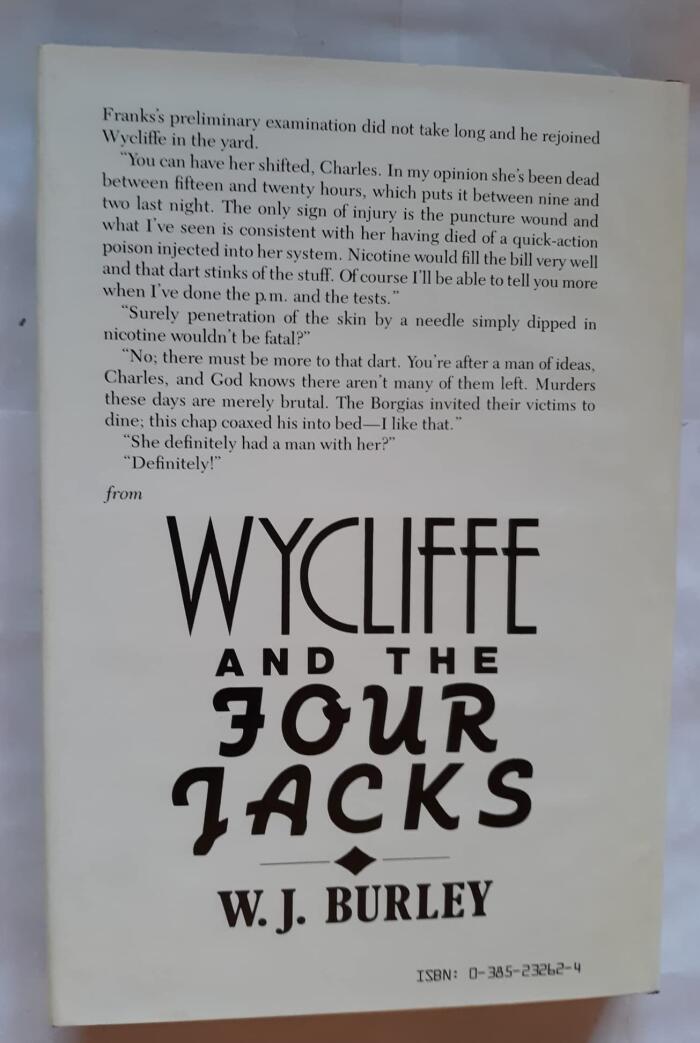 Franks's preliminary examination did not take long and he rejoined
Wycliffe in the yard.
"You can have her shifted, Charles. In my opinion she's been dead
between fifteen and twenty hours, which puts it between nine and
two last night. The only sign of injury is the puncture wound and
what I've seen is consistent with her having died of a quick-action
poison injected into her system. Nicotine would fill the bill very well
and that dart stinks of the stuff. Of course I'll be able to tell you more
when I've done the p.m. and the tests."
"Surely penetration of the skin by a needle simply dipped in
nicotine wouldn't be fatal?"
"No; there must be more to that dart. You're after a man of ideas,
Charles, and God knows there aren't many of them left. Murders
these days are merely brutal. The Borgias invited their victims to
dine; this chap coaxed his into bed—I like that."
"She definitely had a man with her?"
"Definitely!"
from
WYCLIFFE
AND THE
FOUR
JACKS
W. J. BURLEY
ISBN: 0-385-23262-4